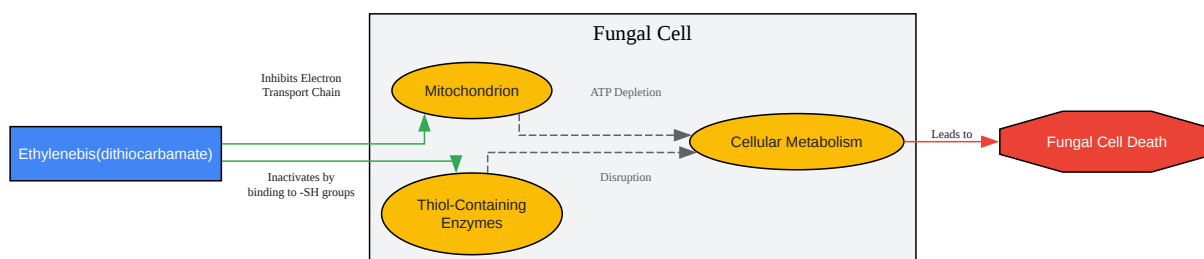 Fungal Cell
Inhibits Electron
Transport Chain
Mitochondrion
ATP Depletion
Ethylenebis(dithiocarbamate)
Cellular Metabolism
Leads to
Fungal Cell Death
Inactivates by
binding to -SH groups
Disruption
Thiol-Containing
Enzymes